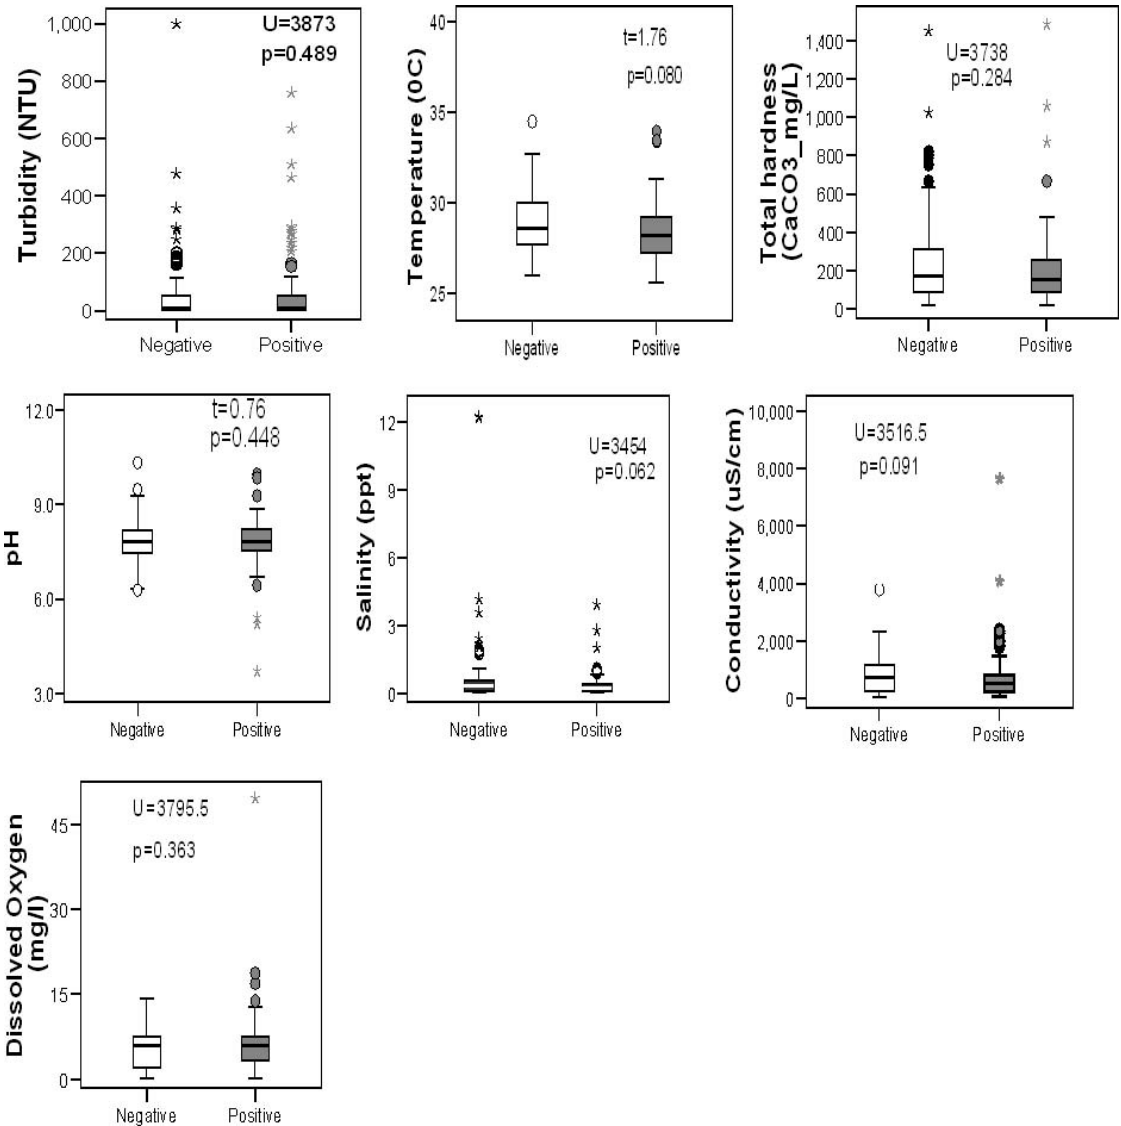 Turbidity (NTU)
1,000
800
600
400
200
0
U=3873
p=0.489
Negative
Positive
Temperature (0C)
40
35
30
25
t=1.76
p=0.080
Negative
Positive
Total hardness
(CaCO3_mg/L)
1,400
1,200
1,000
800
600
400
200
0
U=3738
p=0.284
Negative
Positive
pH
12.0
9.0
6.0
3.0
t=0.76
p=0.448
Negative
Positive
Salinity (ppt)
12
9
6
3
0
U=3454
p=0.062
Negative
Positive
Conductivity (uS/cm)
10,000
8,000
6,000
4,000
2,000
0
U=3516.5
p=0.091
Negative
Positive
Dissolved Oxygen
(mg/l)
45
30
15
0
U=3795.5
p=0.363
Negative
Positive